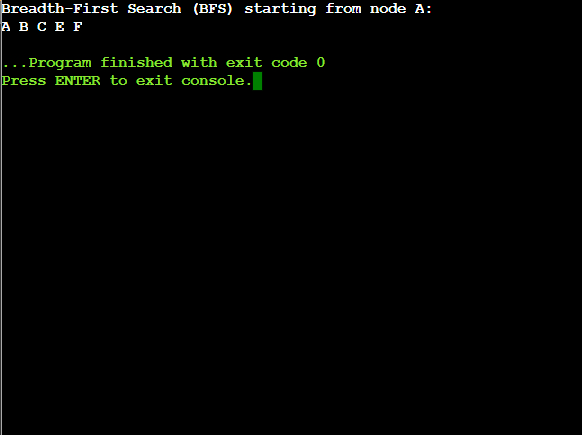 Breadth-First Search (BFS) starting from node A:
A B C E F
...Program finished with exit code 0
Press ENTER to exit console.